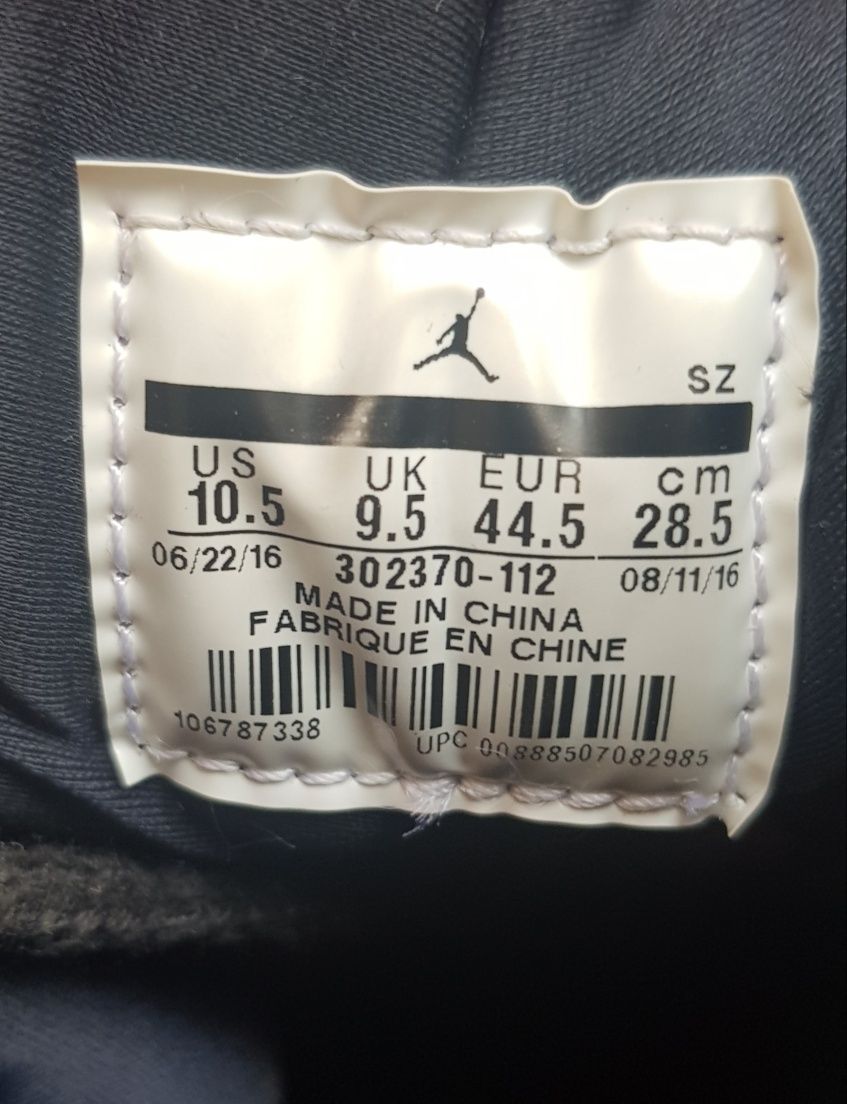 SZ
US UK EUR cm
10.5 9.5 44.5 28.5
06/22/16 302370-112 08/11/16
MADE IN CHINA
FABRIQUE EN CHINE
106787338 UPC 00888507082985